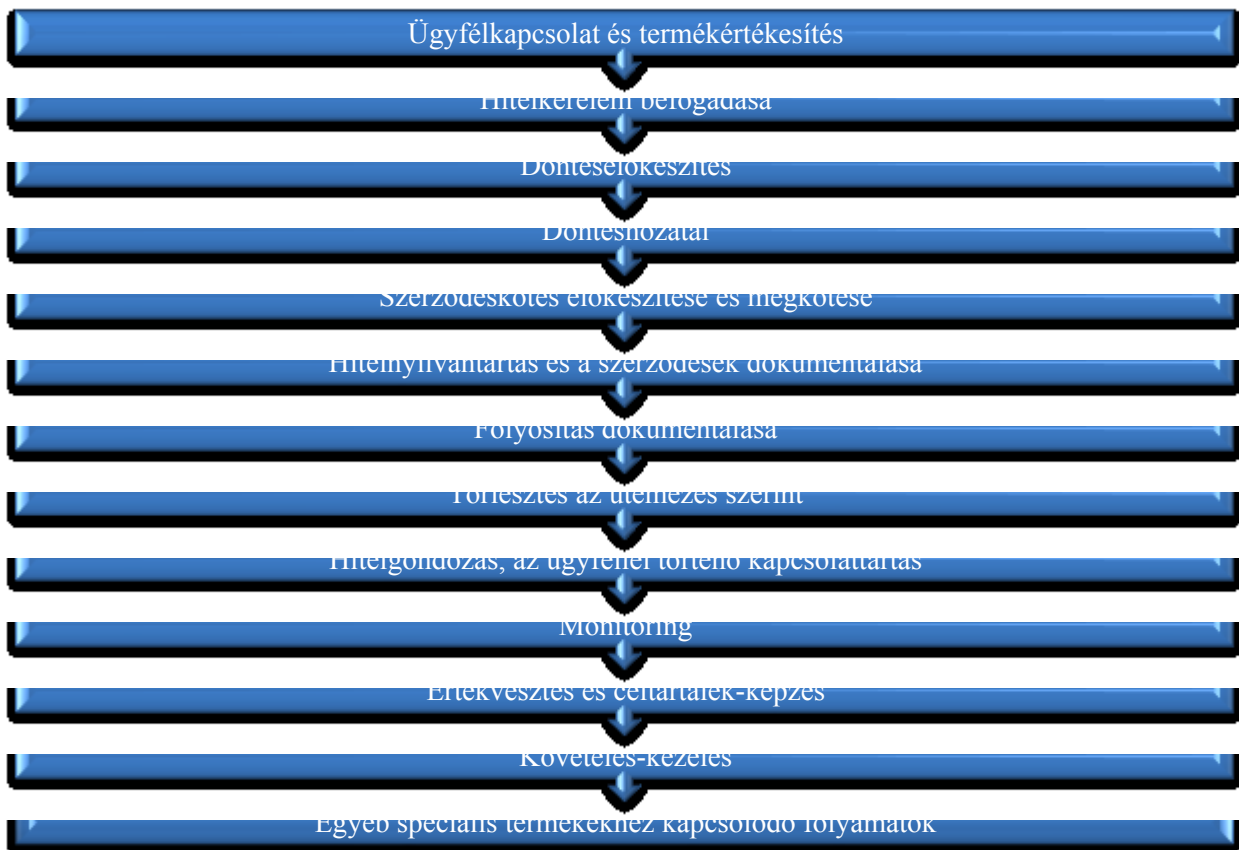 Ügyfélkapcsolat és termékértékesítés
Hitelkérelem befogadása
Döntéselőkészítés
Döntéshozatal
Szerződéskötés előkészítése és megkötése
Hitelnyilvántartás és a szerződések dokumentálása
Folyósítás dokumentálása
Törlesztés az ütemezés szerint
Hitelgondozás, az ügyféllel történő kapcsolattartás
Monitoring
Értékvesztés és céltartalék-képzés
Követelés-kezelés
Egyéb speciális termékekhez kapcsolódó folyamatok